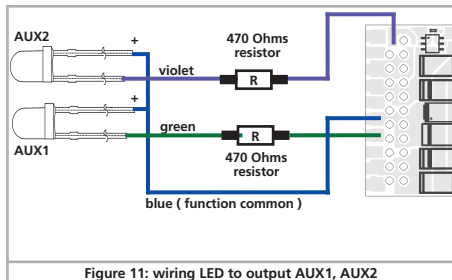 AUX2
+
470 Ohms
resistor
violet
R
+
green
R
AUX1
470 Ohms
resistor
blue ( function common )
Figure 11: wiring LED to output AUX1, AUX2